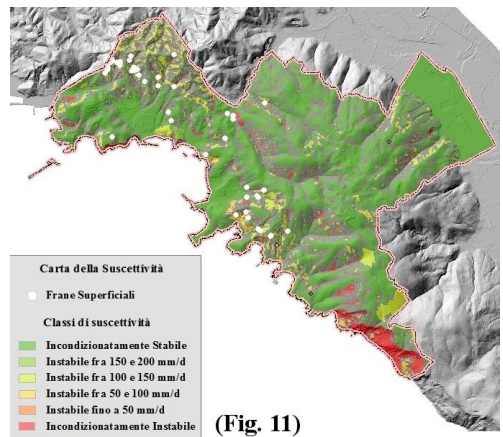 Carta della Suscettività
Frane Superficiali
Classi di suscettività
Incondizionatamente Stabile
Instabile fra 150 e 200 mm/d
Instabile fra 100 e 150 mm/d
Instabile fra 50 e 100 mm/d
Instabile fino a 50 mm/d
Incondizionatamente Instabile
(Fig. 11)